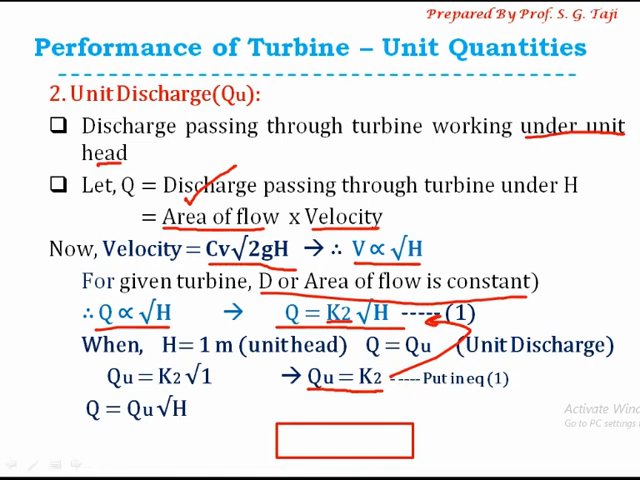 Prepared By Prof. S. G. Taji
Performance of Turbine – Unit Quantities
2. Unit Discharge(Qu):
❑ Discharge passing through turbine working under unit
head
❑ Let, Q = Discharge passing through turbine under H
= Area of flow x Velocity
Now, Velocity = Cv√2gH → ∴ V ∝ √H
For given turbine, D or Area of flow is constant)
∴ Q ∝ √H → Q = K2 √H ----- (1)
When, H= 1 m (unit head) Q = Qu (Unit Discharge)
Qu = K2 √1 → Qu = K2 ----- Put in eq (1)
Q = Qu √H
Activate Wind
Go to PC settings